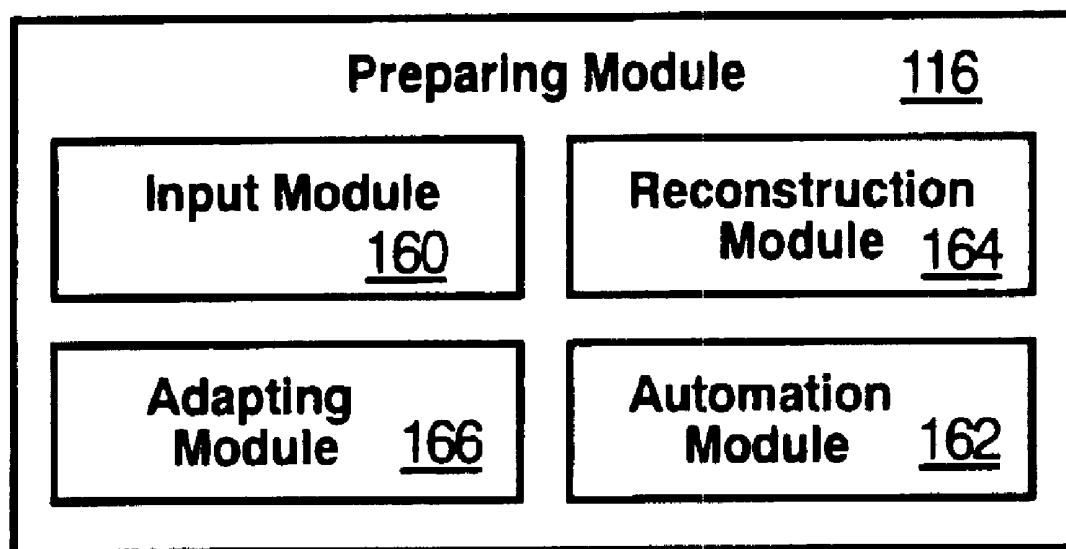 Preparing Module 116
Input Module
160
Reconstruction
Module 164
Adapting
Module 166
Automation
Module 162